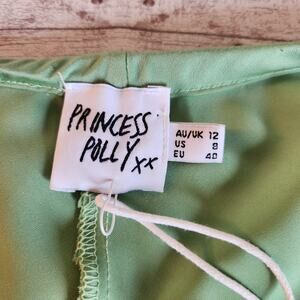 PRINCESS
POLLY xx
AU/UK 12
US 8
EU 40